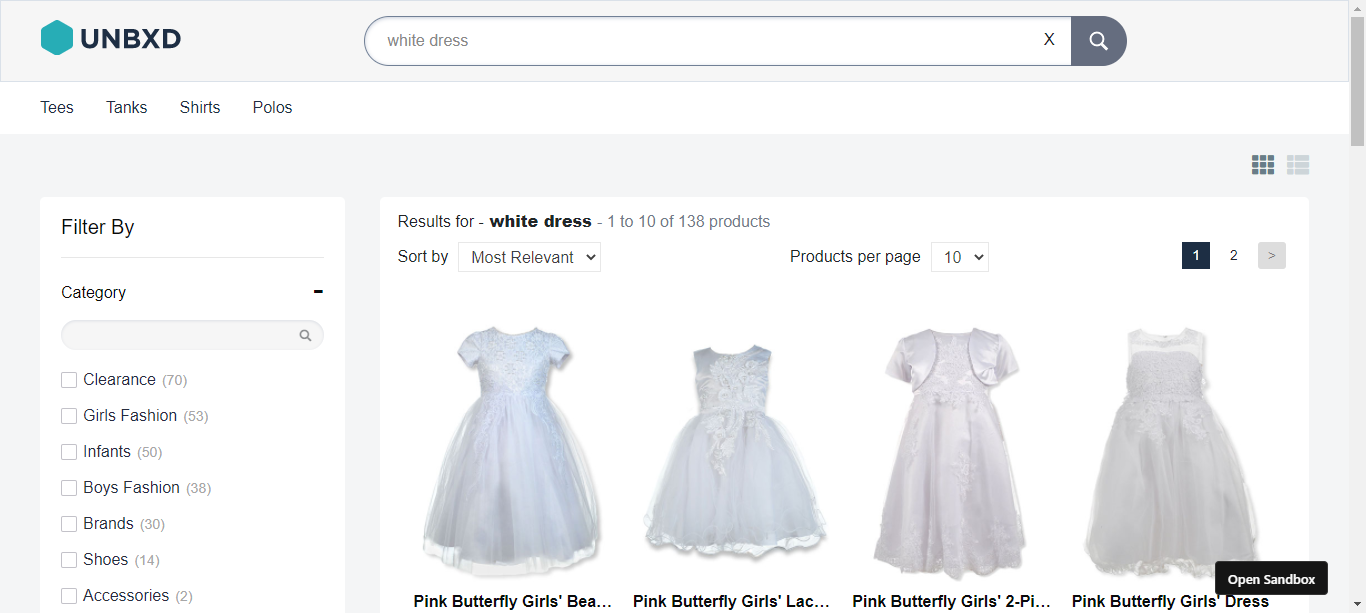 UNBXD
white dress
X
Tees Tanks Shirts Polos
Filter By
Category
Clearance (70)
Girls Fashion (53)
Infants (50)
Boys Fashion (38)
Brands (30)
Shoes (14)
Accessories (2)
Results for - white dress - 1 to 10 of 138 products
Sort by Most Relevant Products per page 10 1 2 >
Pink Butterfly Girls' Bea... Pink Butterfly Girls' Lac... Pink Butterfly Girls' 2-Pi... Pink Butterfly Girls' Dress
Open Sandbox